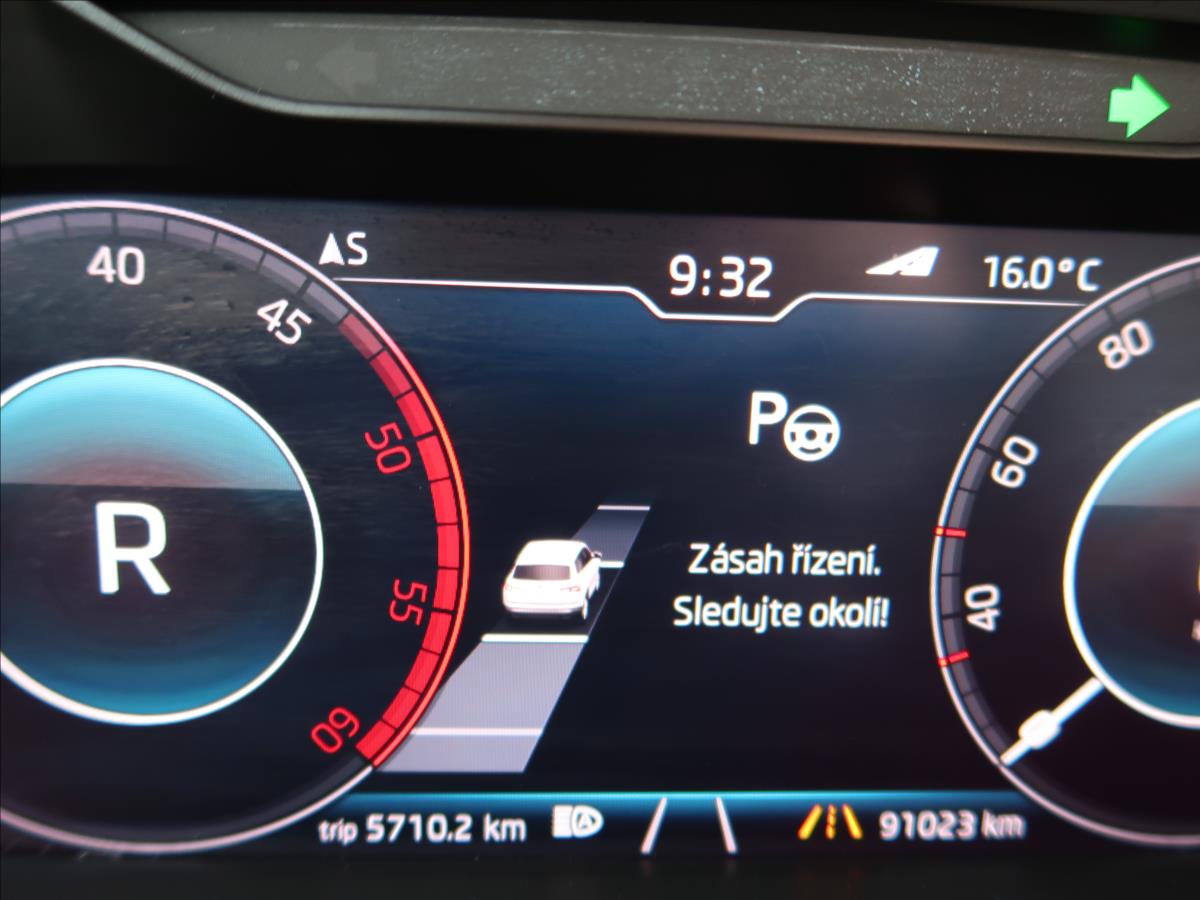 S
9:32
16.0°C
40
45
50
55
60
R
P
Zásah řízení.
Sledujte okolí!
80
60
40
trip 5710.2 km
A
91023 km